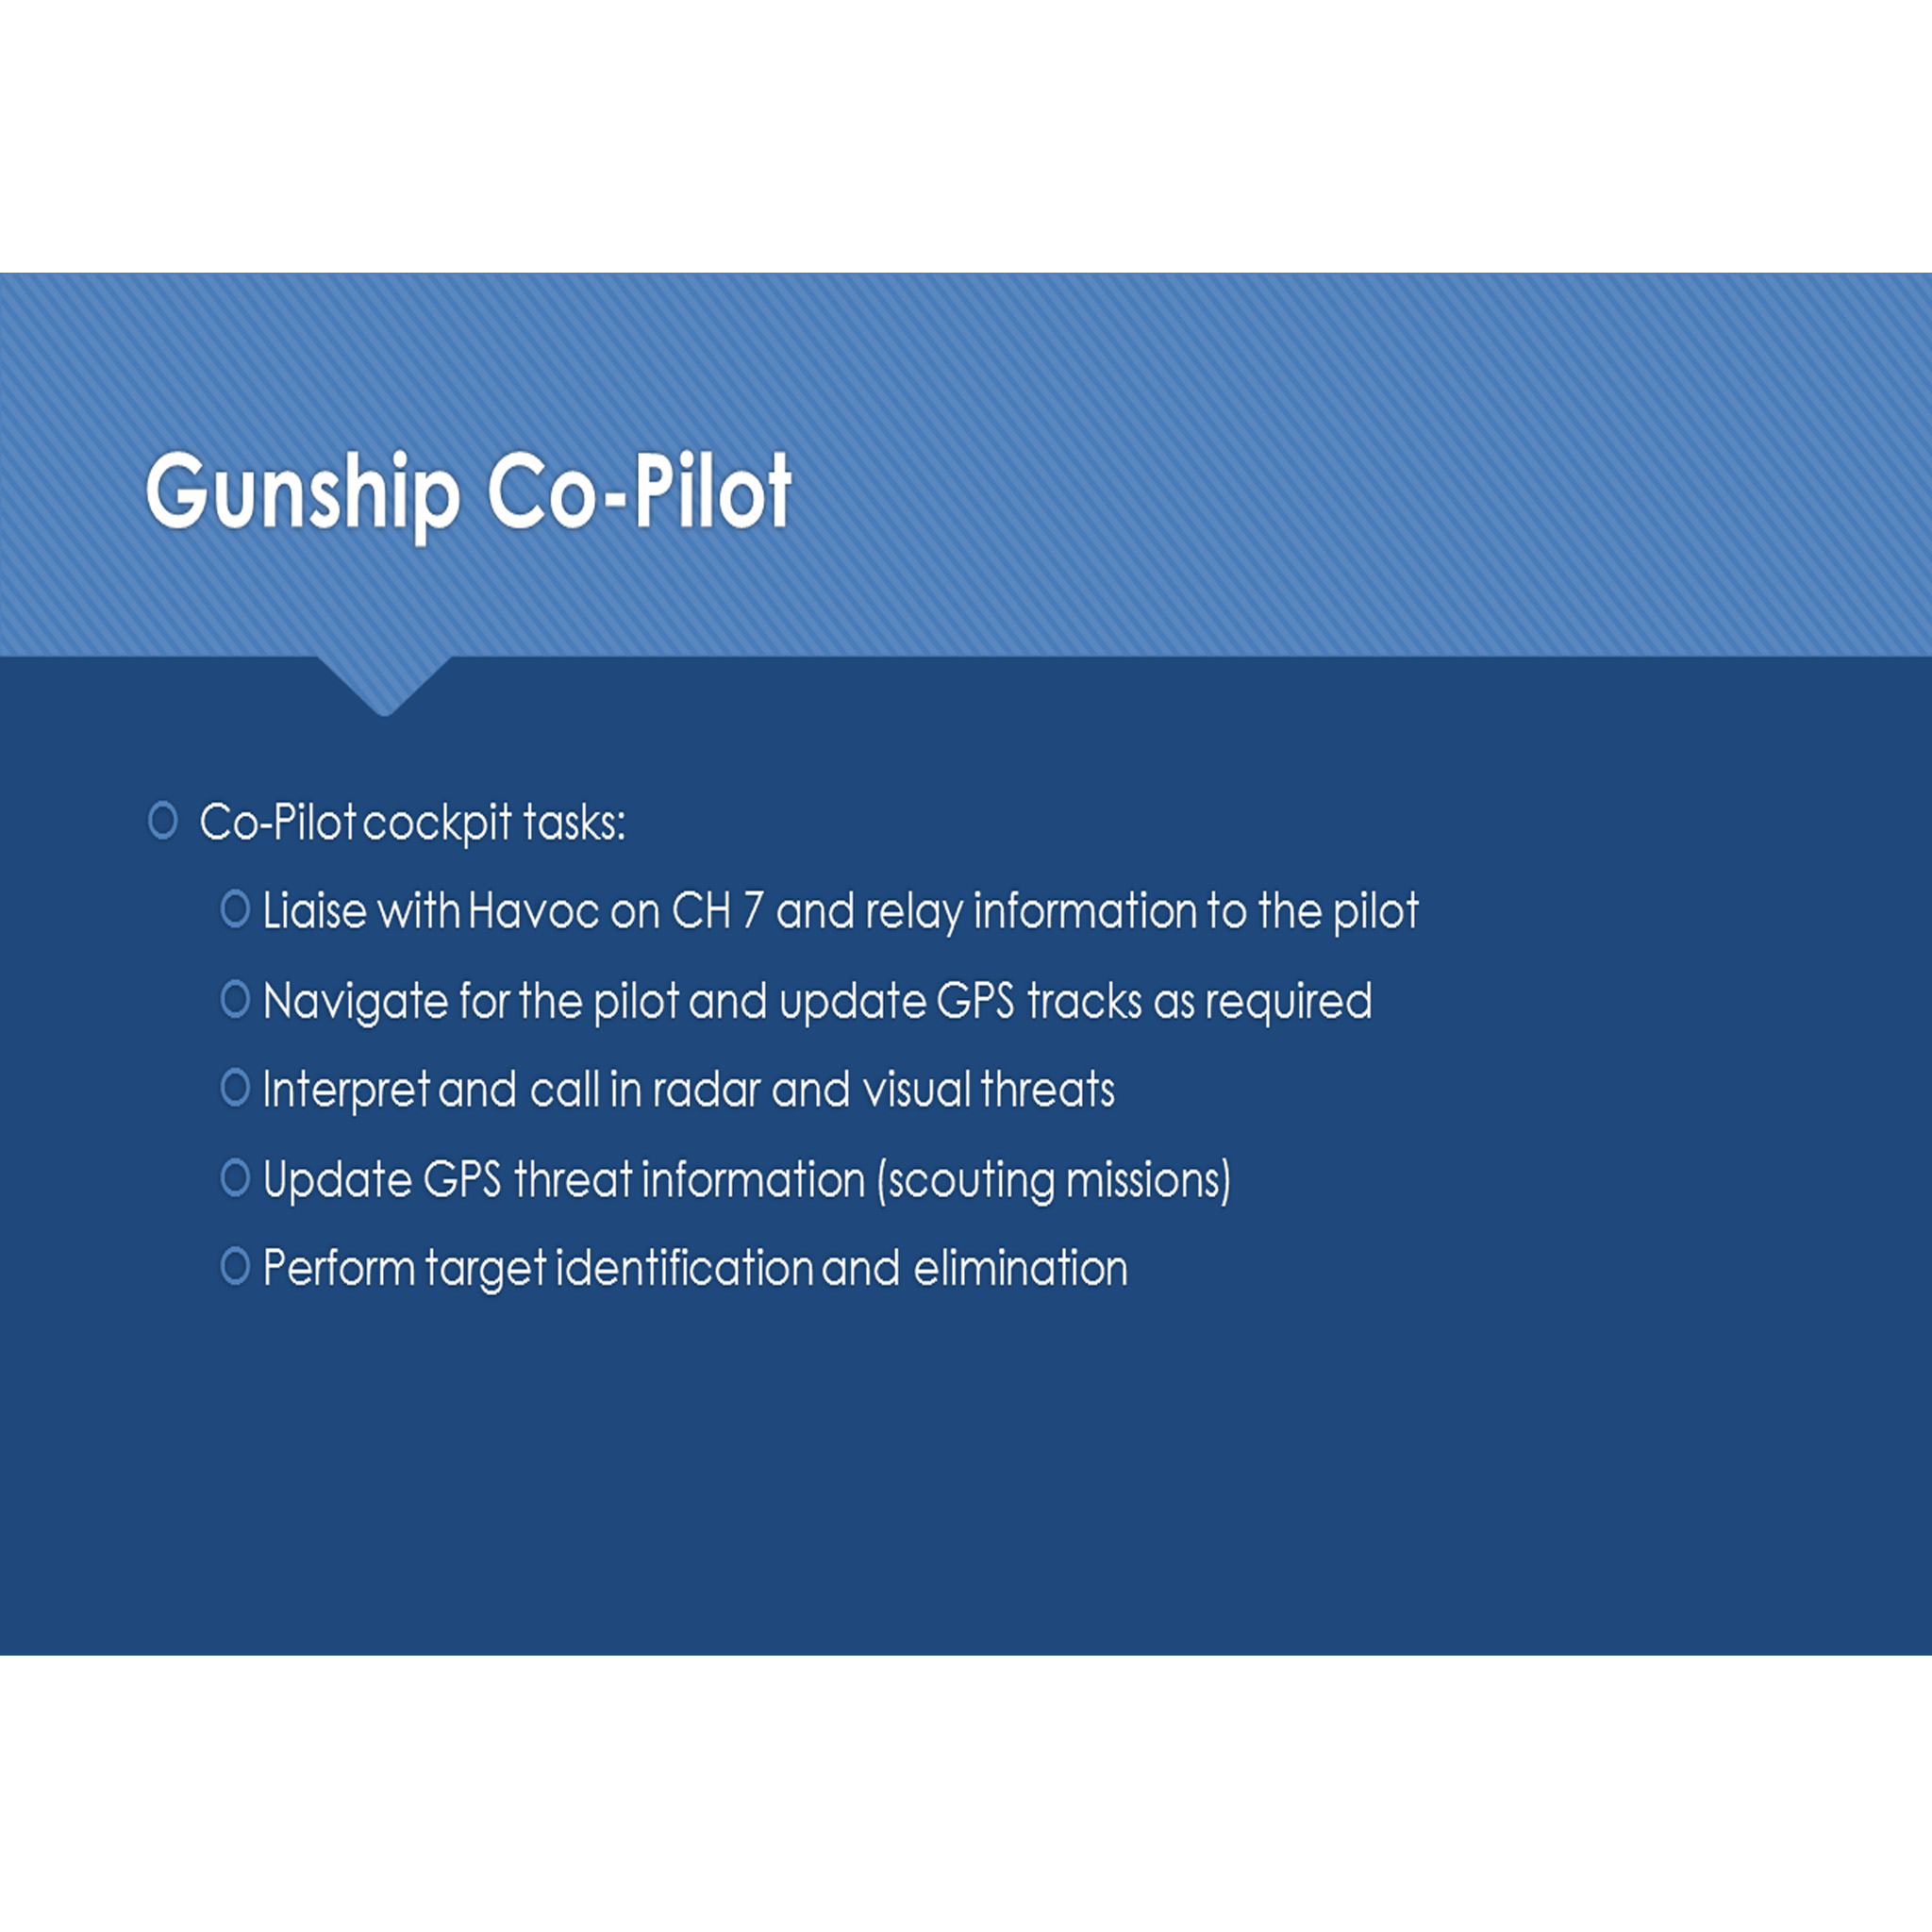 Gunship Co-Pilot
Co-Pilot cockpit tasks:
Liaise with Havoc on CH 7 and relay information to the pilot
Navigate for the pilot and update GPS tracks as required
Interpret and call in radar and visual threats
Update GPS threat information (scouting missions)
Perform target identification and elimination